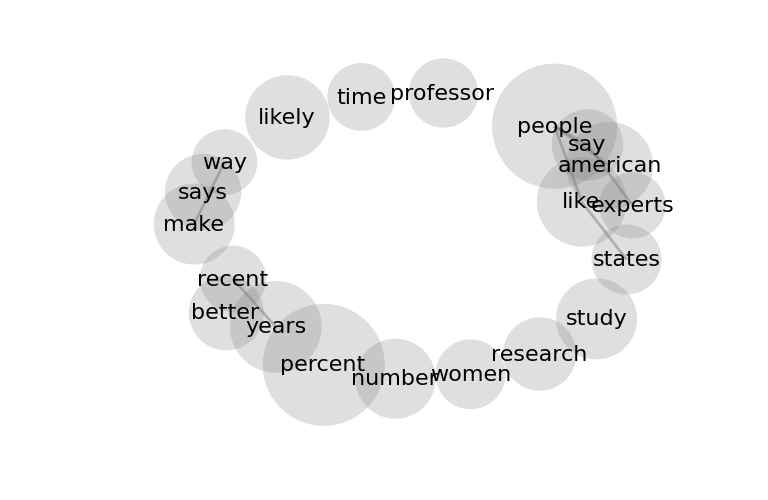 professor
time
likely
people
say
way
american
says
like
experts
make
states
recent
better
study
years
research
percent
women
number